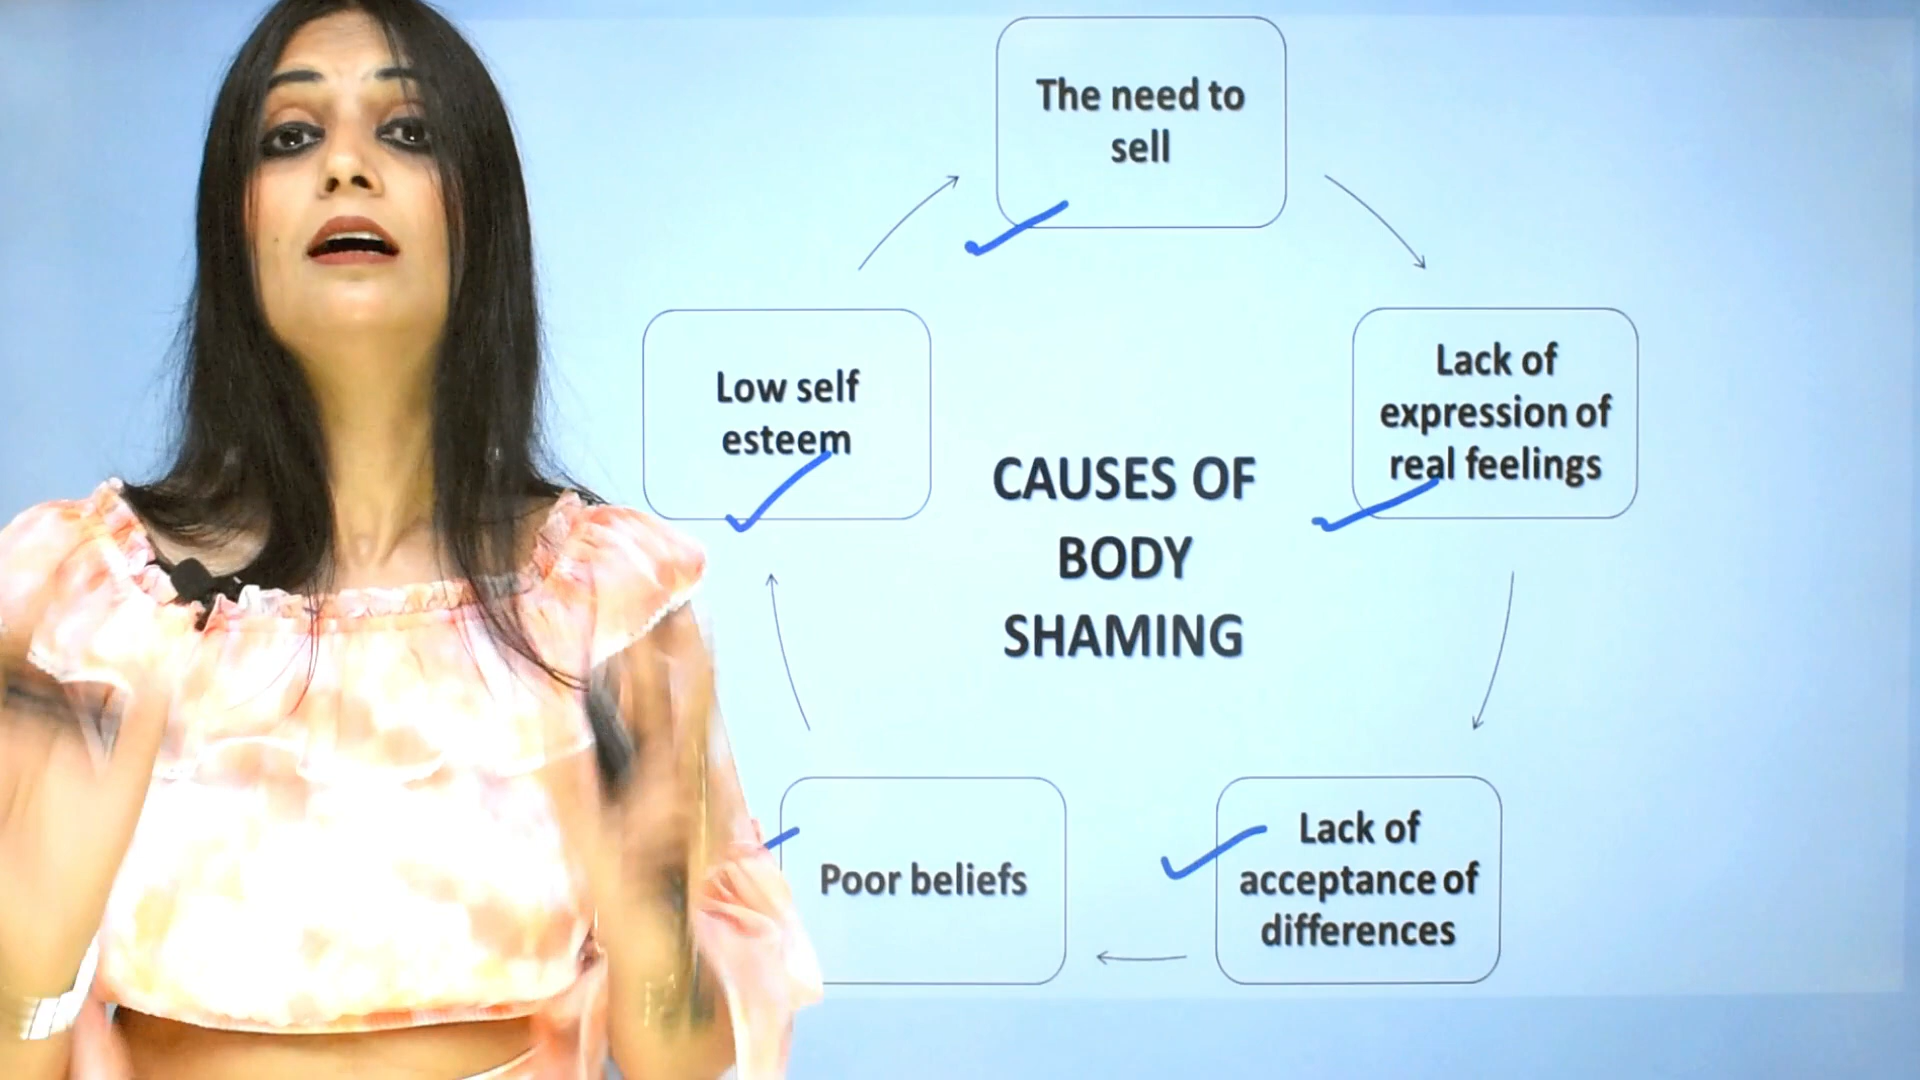 The need to
sell
Lack of
expression of
real feelings
Lack of
acceptance of
differences
Poor beliefs
Low self
esteem
CAUSES OF
BODY
SHAMING